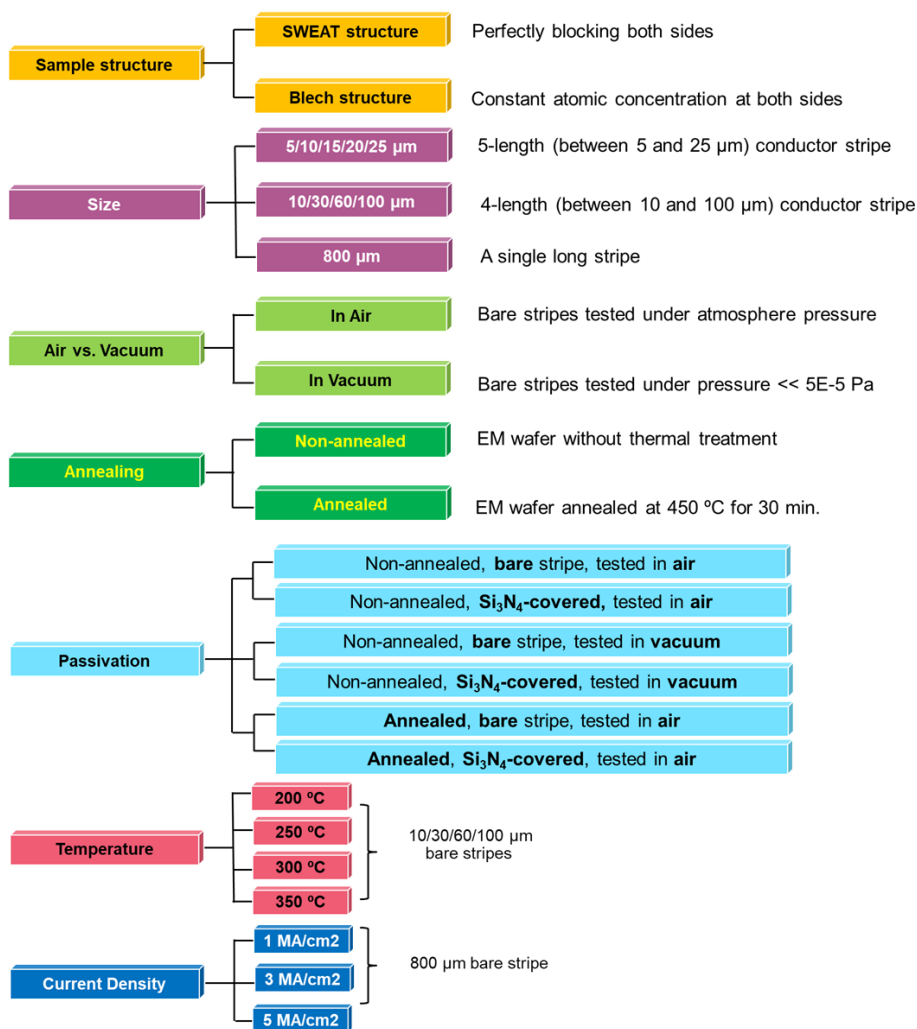 Sample structure
SWEAT structure
Perfectly blocking both sides
Blech structure
Constant atomic concentration at both sides
Size
5/10/15/20/25 µm
5-length (between 5 and 25 µm) conductor stripe
10/30/60/100 µm
4-length (between 10 and 100 µm) conductor stripe
800 µm
A single long stripe
Air vs. Vacuum
In Air
Bare stripes tested under atmosphere pressure
In Vacuum
Bare stripes tested under pressure << 5E-5 Pa
Annealing
Non-annealed
EM wafer without thermal treatment
Annealed
EM wafer annealed at 450 ºC for 30 min.
Passivation
Non-annealed, bare stripe, tested in air
Non-annealed, Si₃N₄-covered, tested in air
Non-annealed, bare stripe, tested in vacuum
Non-annealed, Si₃N₄-covered, tested in vacuum
Annealed, bare stripe, tested in air
Annealed, Si₃N₄-covered, tested in air
Temperature
200 ºC
250 ºC
300 ºC
350 ºC
10/30/60/100 µm
bare stripes
Current Density
1 MA/cm2
3 MA/cm2
5 MA/cm2
800 µm bare stripe